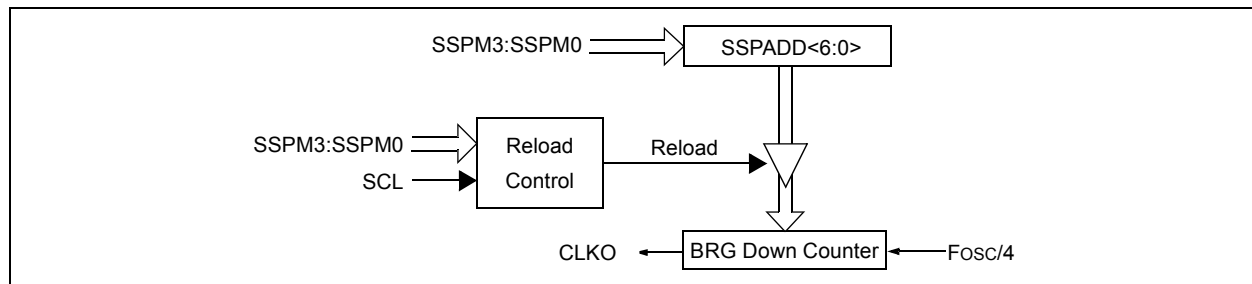 SSPM3:SSPM0
SSPADD<6:0>
SSPM3:SSPM0
SCL
Reload
Control
Reload
CLKO
BRG Down Counter
FOSC/4